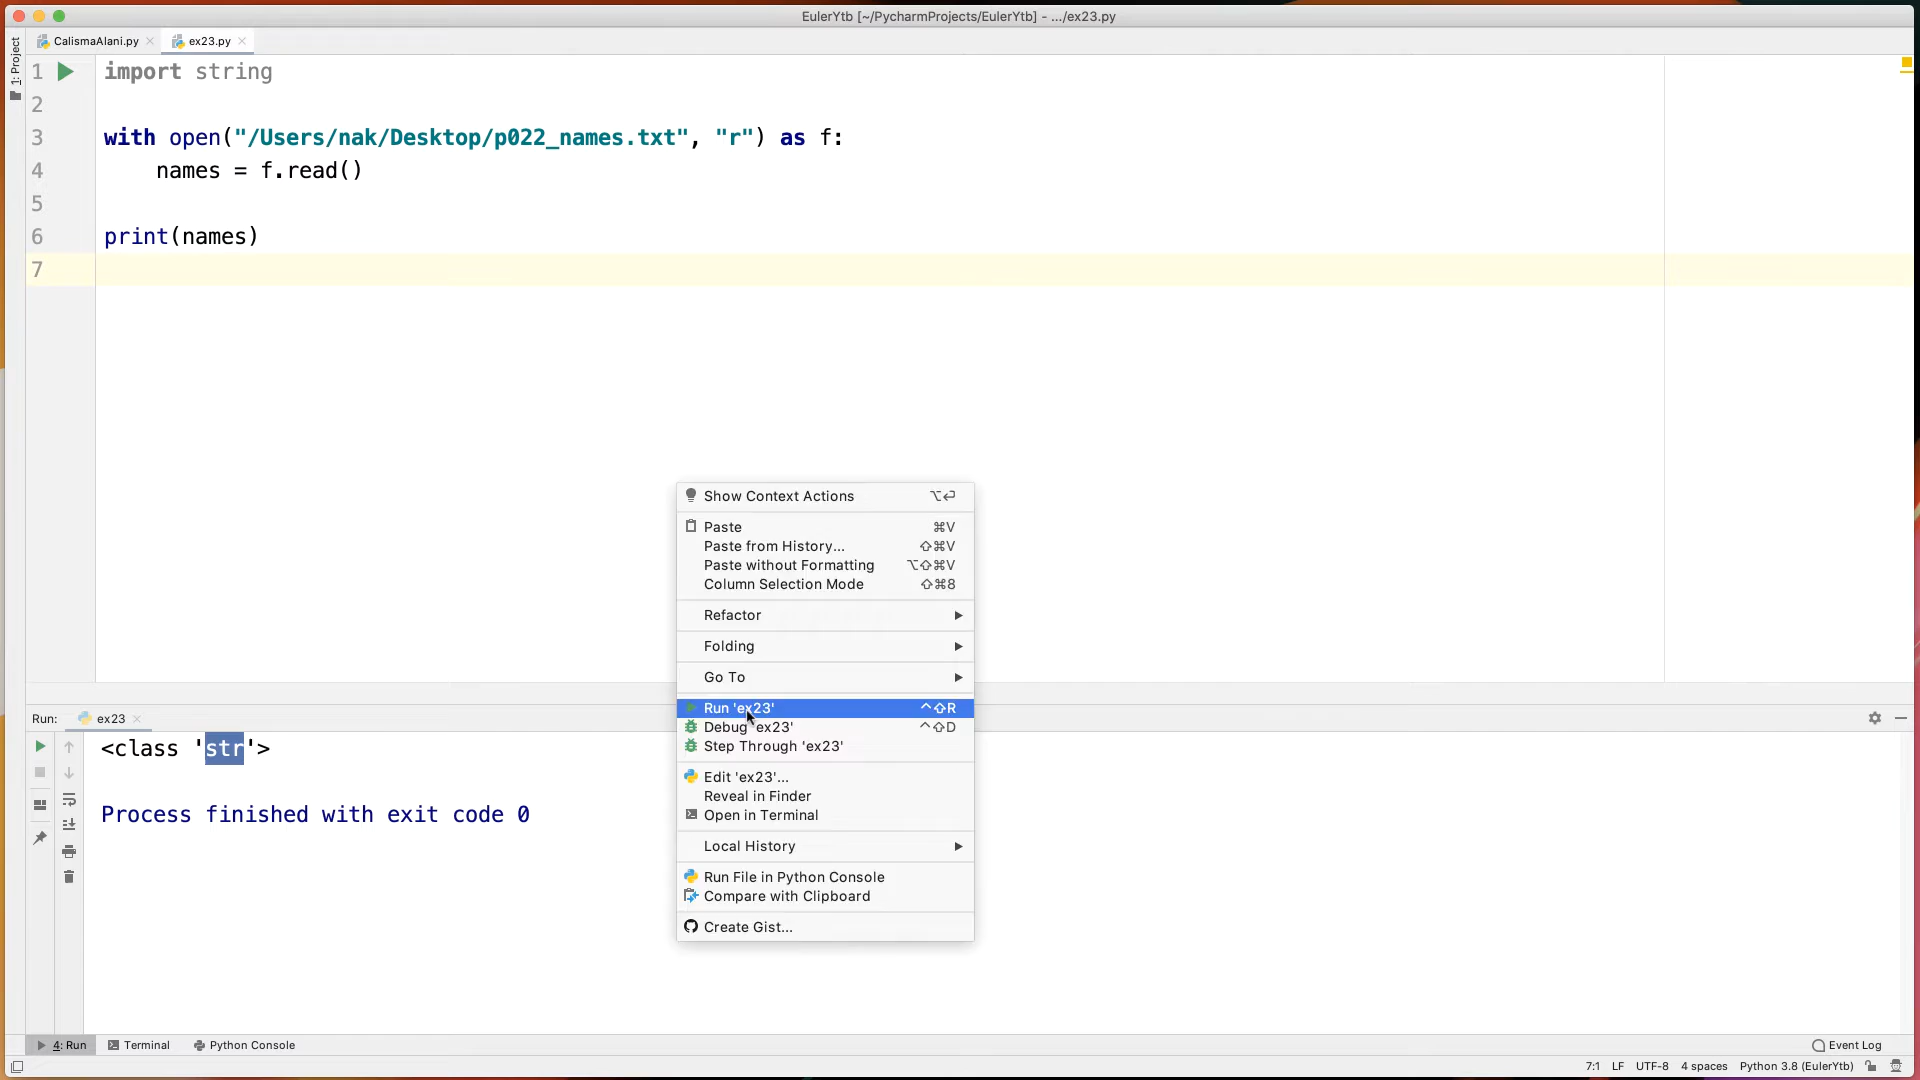 EulerYtb [~/PycharmProjects/EulerYtb] - .../ex23.py
1: Project
CalismaAlani.py
ex23.py
1 import string
2
3 with open("/Users/nak/Desktop/p022_names.txt", "r") as f:
4 names = f.read()
5
6 print(names)
7
Show Context Actions ⌥⏎
Paste ⌘V
Paste from History... ⇧⌘V
Paste without Formatting ⌥⇧⌘V
Column Selection Mode ⇧⌘8
Refactor
Folding
Go To
Run 'ex23' ^⇧R
Debug 'ex23' ^⇧D
Step Through 'ex23'
Edit 'ex23'...
Reveal in Finder
Open in Terminal
Local History
Run File in Python Console
Compare with Clipboard
Create Gist...
Run: ex23
<class 'str'>
Process finished with exit code 0
4: Run Terminal Python Console Event Log
7:1 LF UTF-8 4 spaces Python 3.8 (EulerYtb)